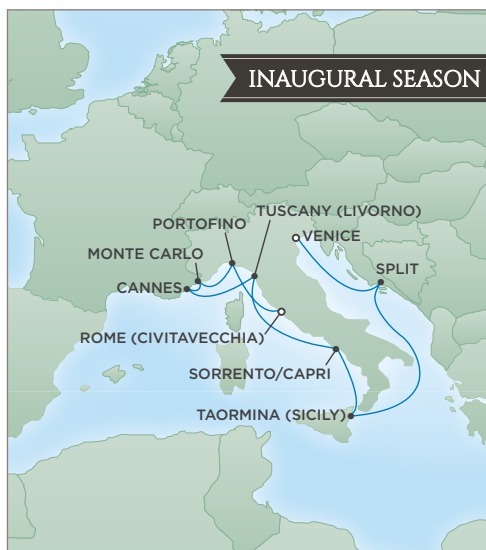 INAUGURAL SEASON
TUSCANY (LIVORNO)
PORTOFINO
VENICE
MONTE CARLO
SPLIT
CANNES
ROME (CIVITAVECCHIA)
SORRENTO/CAPRI
TAORMINA (SICILY)